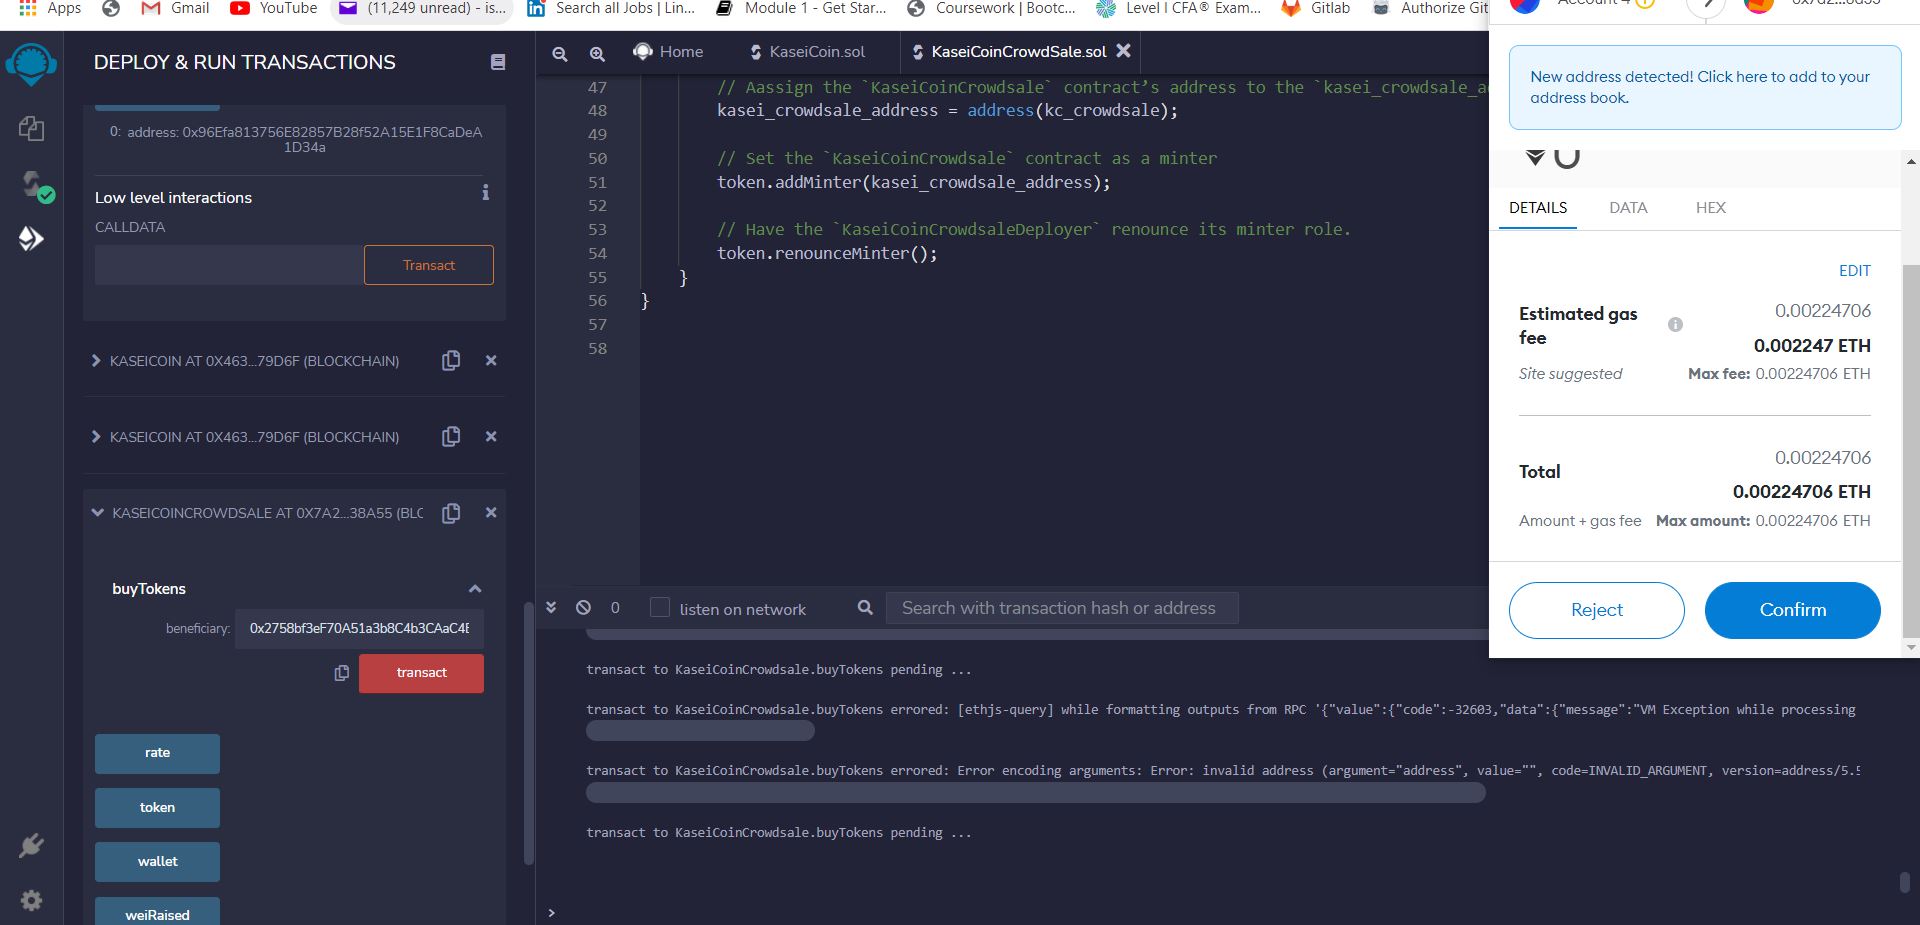 Apps
Gmail
YouTube
(11,249 unread) - is...
Search all Jobs | Lin...
Module 1 - Get Star...
Coursework | Bootc...
Level I CFA® Exam...
Gitlab
Authorize Git
DEPLOY & RUN TRANSACTIONS
0: address: 0x96Efa813756E82857B28f52A15E1F8CaDeA
1D34a
Low level interactions
CALLDATA
Transact
KASEICOIN AT 0X463...79D6F (BLOCKCHAIN)
KASEICOIN AT 0X463...79D6F (BLOCKCHAIN)
KASEICOINCROWDSALE AT 0X7A2...38A55 (BLC
buyTokens
beneficiary: 0x2758bf3eF70A51a3b8C4b3CAaC4E
transact
rate
token
wallet
weiRaised
Home
KaseiCoin.sol
KaseiCoinCrowdSale.sol
47 // Aassign the `KaseiCoinCrowdsale` contract’s address to the `kasei_crowdsale_a
48 kasei_crowdsale_address = address(kc_crowdsale);
49
50 // Set the `KaseiCoinCrowdsale` contract as a minter
51 token.addMinter(kasei_crowdsale_address);
52
53 // Have the `KaseiCoinCrowdsaleDeployer` renounce its minter role.
54 token.renounceMinter();
55 }
56 }
57
58
0 listen on network Search with transaction hash or address
transact to KaseiCoinCrowdsale.buyTokens pending ...
transact to KaseiCoinCrowdsale.buyTokens errored: [ethjs-query] while formatting outputs from RPC '{"value":{"code":-32603,"data":{"message":"VM Exception while processing
transact to KaseiCoinCrowdsale.buyTokens errored: Error encoding arguments: Error: invalid address (argument="address", value="", code=INVALID_ARGUMENT, version=address/5.5
transact to KaseiCoinCrowdsale.buyTokens pending ...
>
Account 4
New address detected! Click here to add to your
address book.
0
DETAILS
DATA
HEX
EDIT
Estimated gas
fee
0.00224706
0.002247 ETH
Site suggested
Max fee: 0.00224706 ETH
Total
0.00224706
0.00224706 ETH
Amount + gas fee
Max amount: 0.00224706 ETH
Reject
Confirm